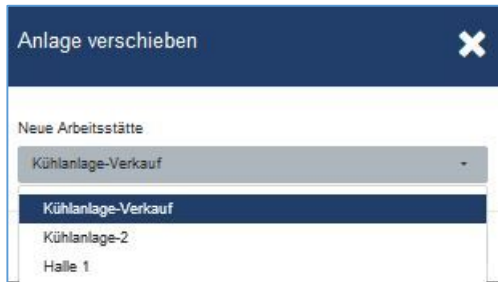 Anlage verschieben
Neue Arbeitsstätte
Kühlanlage-Verkauf
Kühlanlage-Verkauf
Kühlanlage-2
Halle 1